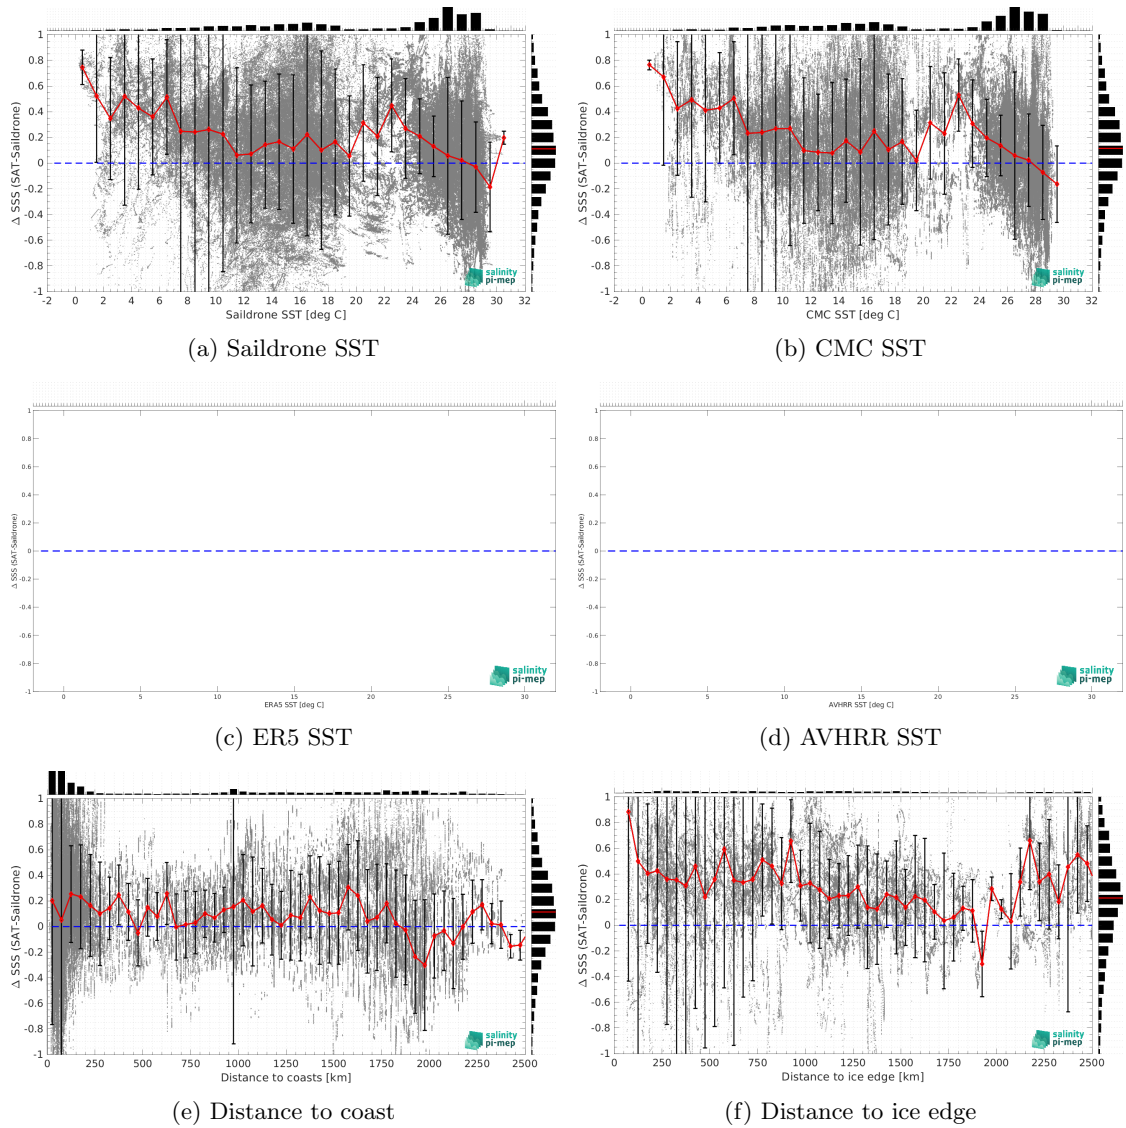 1
0.8
0.6
0.4
0.2
0
-0.2
-0.4
-0.6
-0.8
-1
Δ SSS (SAT-Saildrone)
salinity
pi-mep
-2 0 2 4 6 8 10 12 14 16 18 20 22 24 26 28 30 32
Saildrone SST [deg C]
(a) Saildrone SST
1
0.8
0.6
0.4
0.2
0
-0.2
-0.4
-0.6
-0.8
-1
Δ SSS (SAT-Saildrone)
salinity
pi-mep
-2 0 2 4 6 8 10 12 14 16 18 20 22 24 26 28 30 32
CMC SST [deg C]
(b) CMC SST
1
0.8
0.6
0.4
0.2
0
-0.2
-0.4
-0.6
-0.8
-1
Δ SSS (SAT-Saildrone)
salinity
pi-mep
0 5 10 15 20 25 30
ERA5 SST [deg C]
(c) ER5 SST
1
0.8
0.6
0.4
0.2
0
-0.2
-0.4
-0.6
-0.8
-1
Δ SSS (SAT-Saildrone)
salinity
pi-mep
0 5 10 15 20 25 30
AVHRR SST [deg C]
(d) AVHRR SST
1
0.8
0.6
0.4
0.2
0
-0.2
-0.4
-0.6
-0.8
-1
Δ SSS (SAT-Saildrone)
salinity
pi-mep
0 250 500 750 1000 1250 1500 1750 2000 2250 2500
Distance to coasts [km]
(e) Distance to coast
1
0.8
0.6
0.4
0.2
0
-0.2
-0.4
-0.6
-0.8
-1
Δ SSS (SAT-Saildrone)
salinity
pi-mep
0 250 500 750 1000 1250 1500 1750 2000 2250 2500
Distance to ice edge [km]
(f) Distance to ice edge